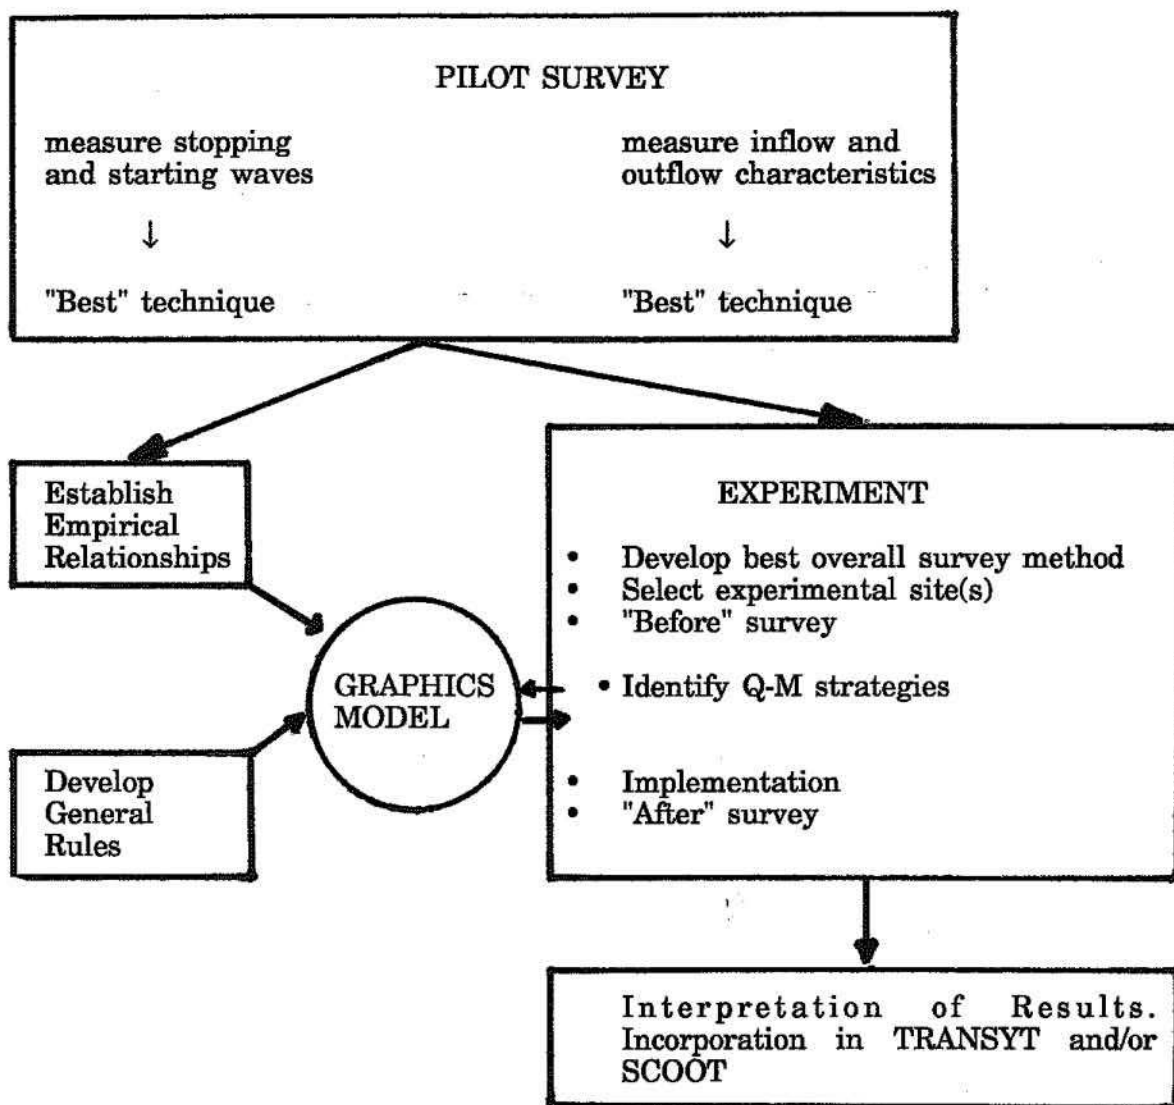 PILOT SURVEY
measure stopping
and starting waves
↓
"Best" technique
measure inflow and
outflow characteristics
↓
"Best" technique
Establish
Empirical
Relationships
Develop
General
Rules
GRAPHICS
MODEL
EXPERIMENT
• Develop best overall survey method
• Select experimental site(s)
• "Before" survey
• Identify Q-M strategies
• Implementation
• "After" survey
Interpretation of Results.
Incorporation in TRANSYT and/or
SCOOT